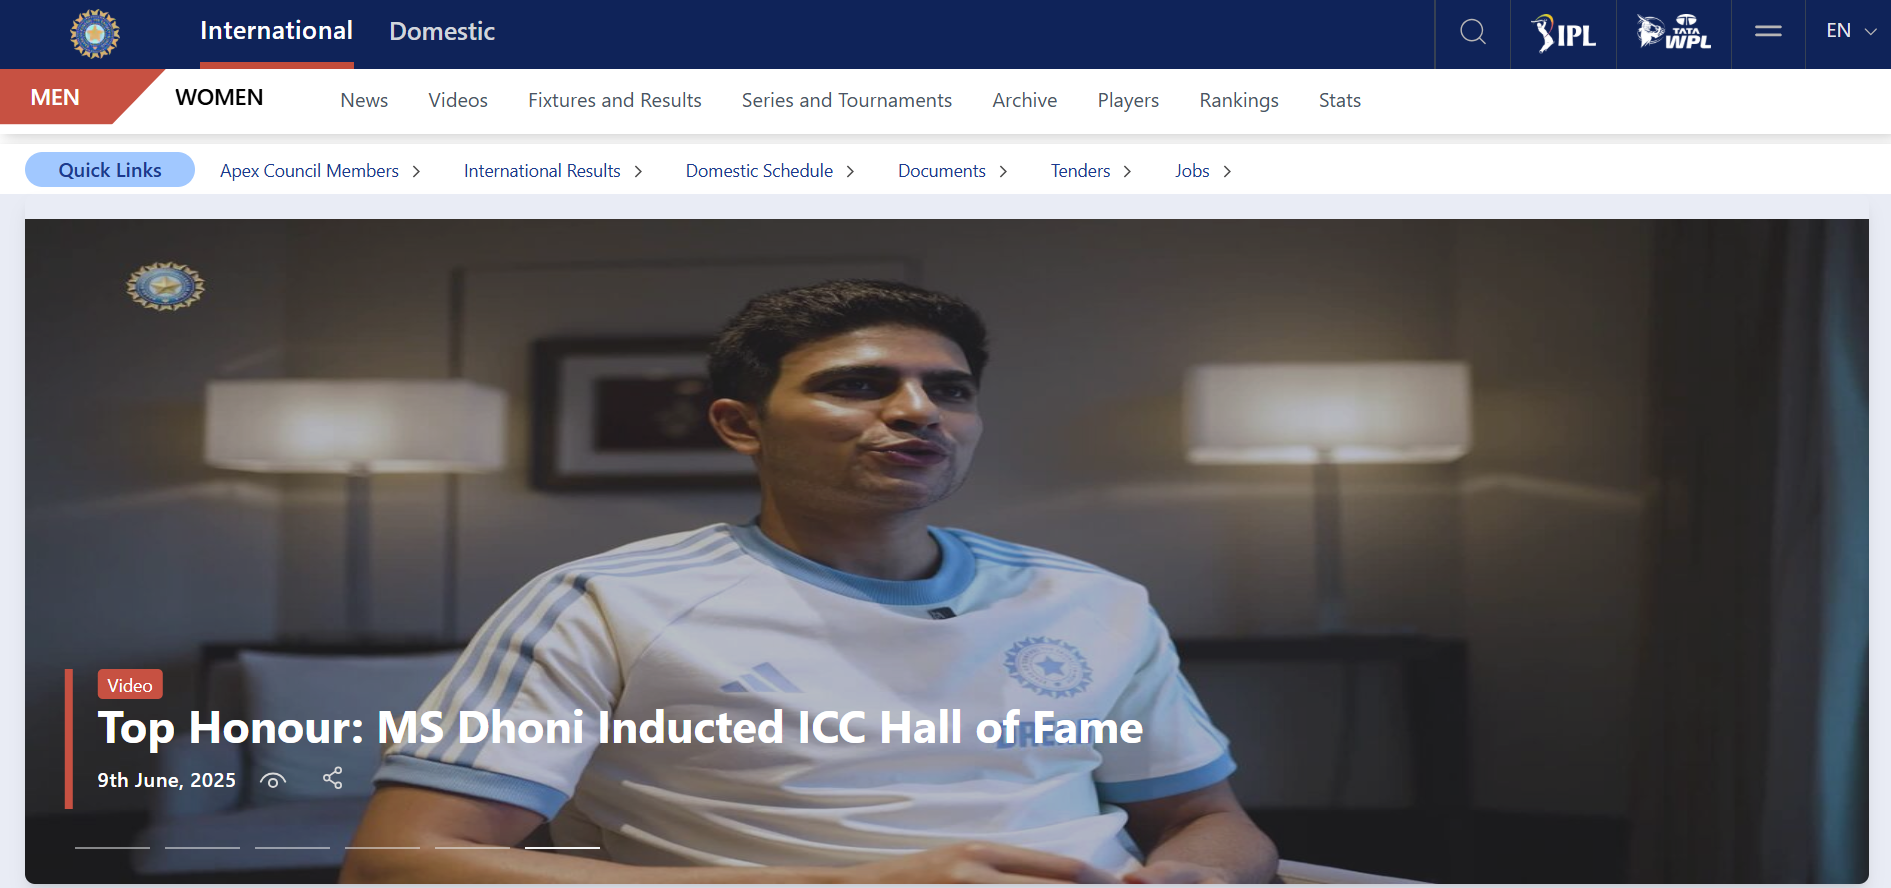 International
Domestic
IPL
TATA
WPL
EN
MEN
WOMEN
News
Videos
Fixtures and Results
Series and Tournaments
Archive
Players
Rankings
Stats
Quick Links
Apex Council Members
International Results
Domestic Schedule
Documents
Tenders
Jobs
Video
Top Honour: MS Dhoni Inducted ICC Hall of Fame
9th June, 2025